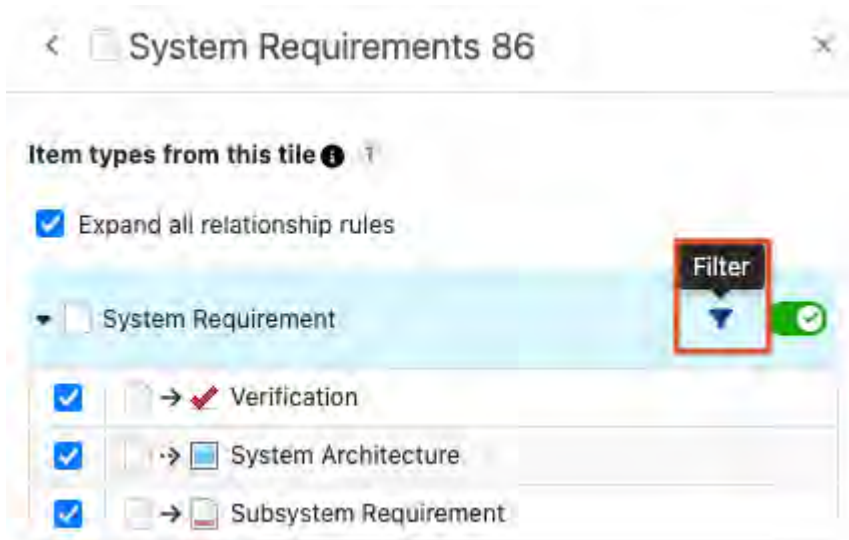 System Requirements 86
Item types from this tile
Expand all relationship rules
Filter
System Requirement
Verification
System Architecture
Subsystem Requirement